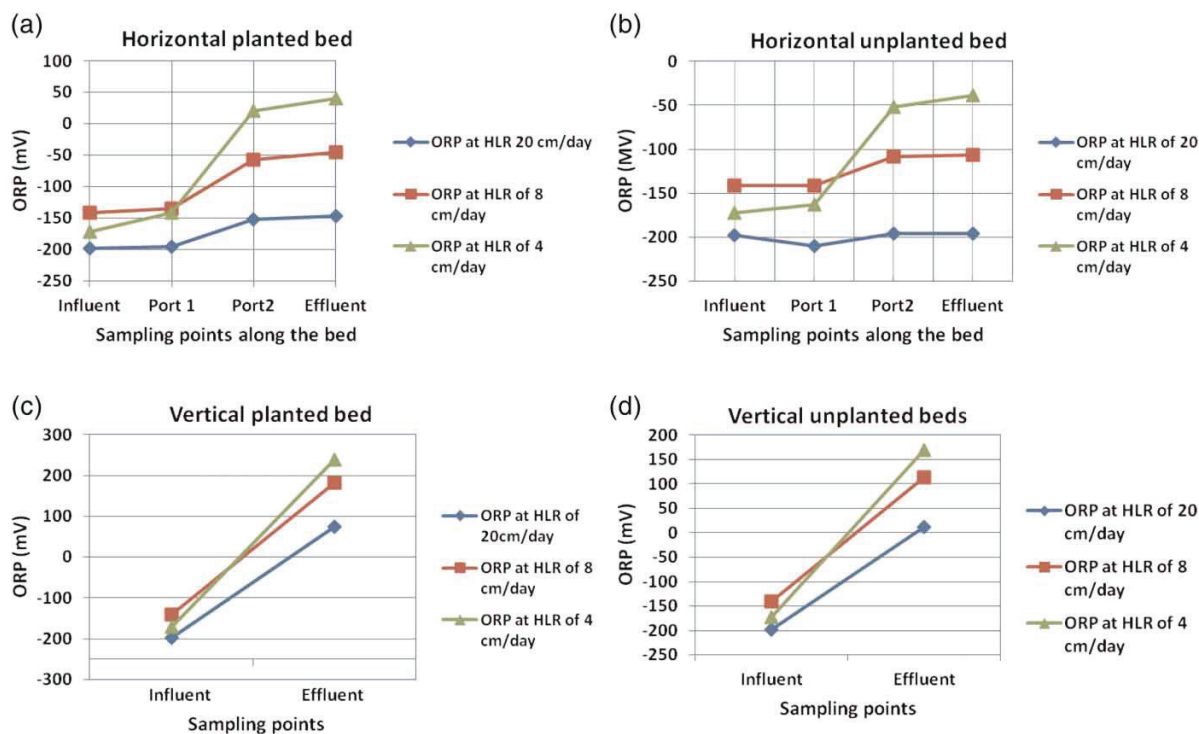 (a)
Horizontal planted bed
100
50
0
-50
-100
-150
-200
-250
ORP (mV)
Influent Port 1 Port2 Effluent
Sampling points along the bed
ORP at HLR 20 cm/day
ORP at HLR of 8
cm/day
ORP at HLR of 4
cm/day
(b)
Horizontal unplanted bed
0
-50
-100
-150
-200
-250
ORP (MV)
Influent Port 1 Port2 Effluent
Sampling points along the bed
ORP at HLR of 20
cm/day
ORP at HLR of 8
cm/day
ORP at HLR of 4
cm/day
(c)
Vertical planted bed
300
200
100
0
-100
-200
-300
ORP (mV)
Influent Effluent
Sampling points
ORP at HLR of
20cm/day
ORP at HLR of 8
cm/day
ORP at HLR of 4
cm/day
(d)
Vertical unplanted beds
200
150
100
50
0
-50
-100
-150
-200
-250
ORP (mV)
Influent Effluent
Sampling points
ORP at HLR of 20
cm/day
ORP at HLR of 8
cm/day
ORP at HLR of 4
cm/day